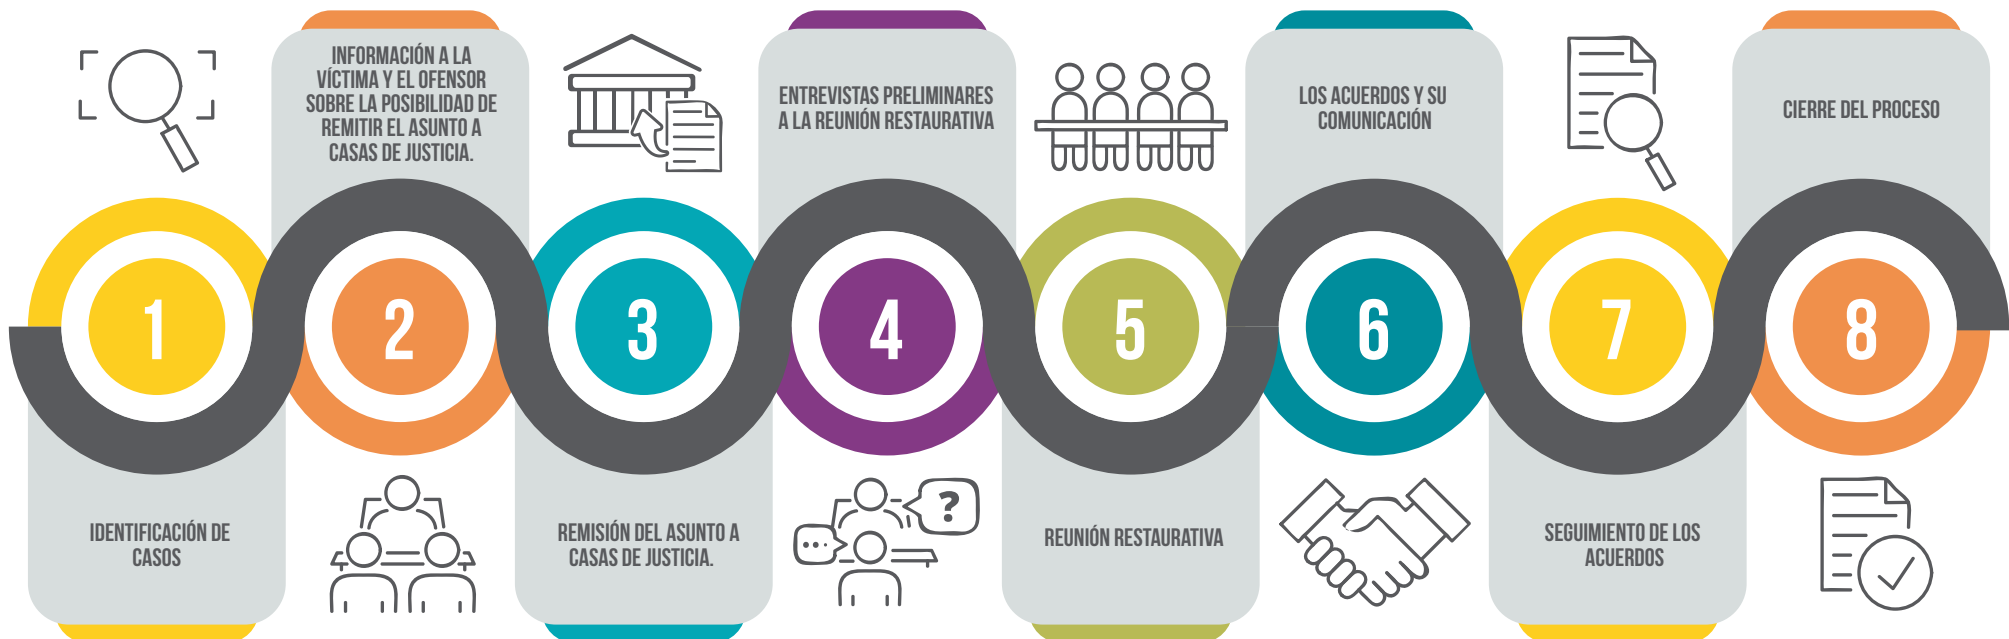 1
IDENTIFICACIÓN DE
CASOS
INFORMACIÓN A LA
VÍCTIMA Y EL OFENSOR
SOBRE LA POSIBILIDAD DE
REMITIR EL ASUNTO A
CASAS DE JUSTICIA.
2
3
REMISIÓN DEL ASUNTO A
CASAS DE JUSTICIA.
ENTREVISTAS PRELIMINARES
A LA REUNIÓN RESTAURATIVA
4
?
5
REUNIÓN RESTAURATIVA
LOS ACUERDOS Y SU
COMUNICACIÓN
6
7
SEGUIMIENTO DE LOS
ACUERDOS
CIERRE DEL PROCESO
8